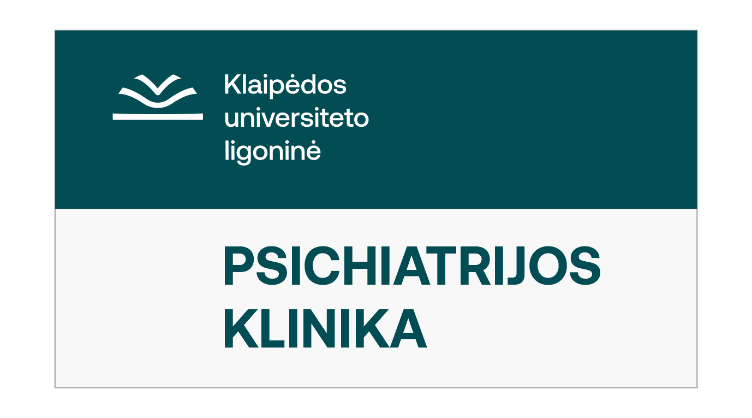 Klaipėdos
universiteto
ligoninė
PSICHIATRIJOS
KLINIKA